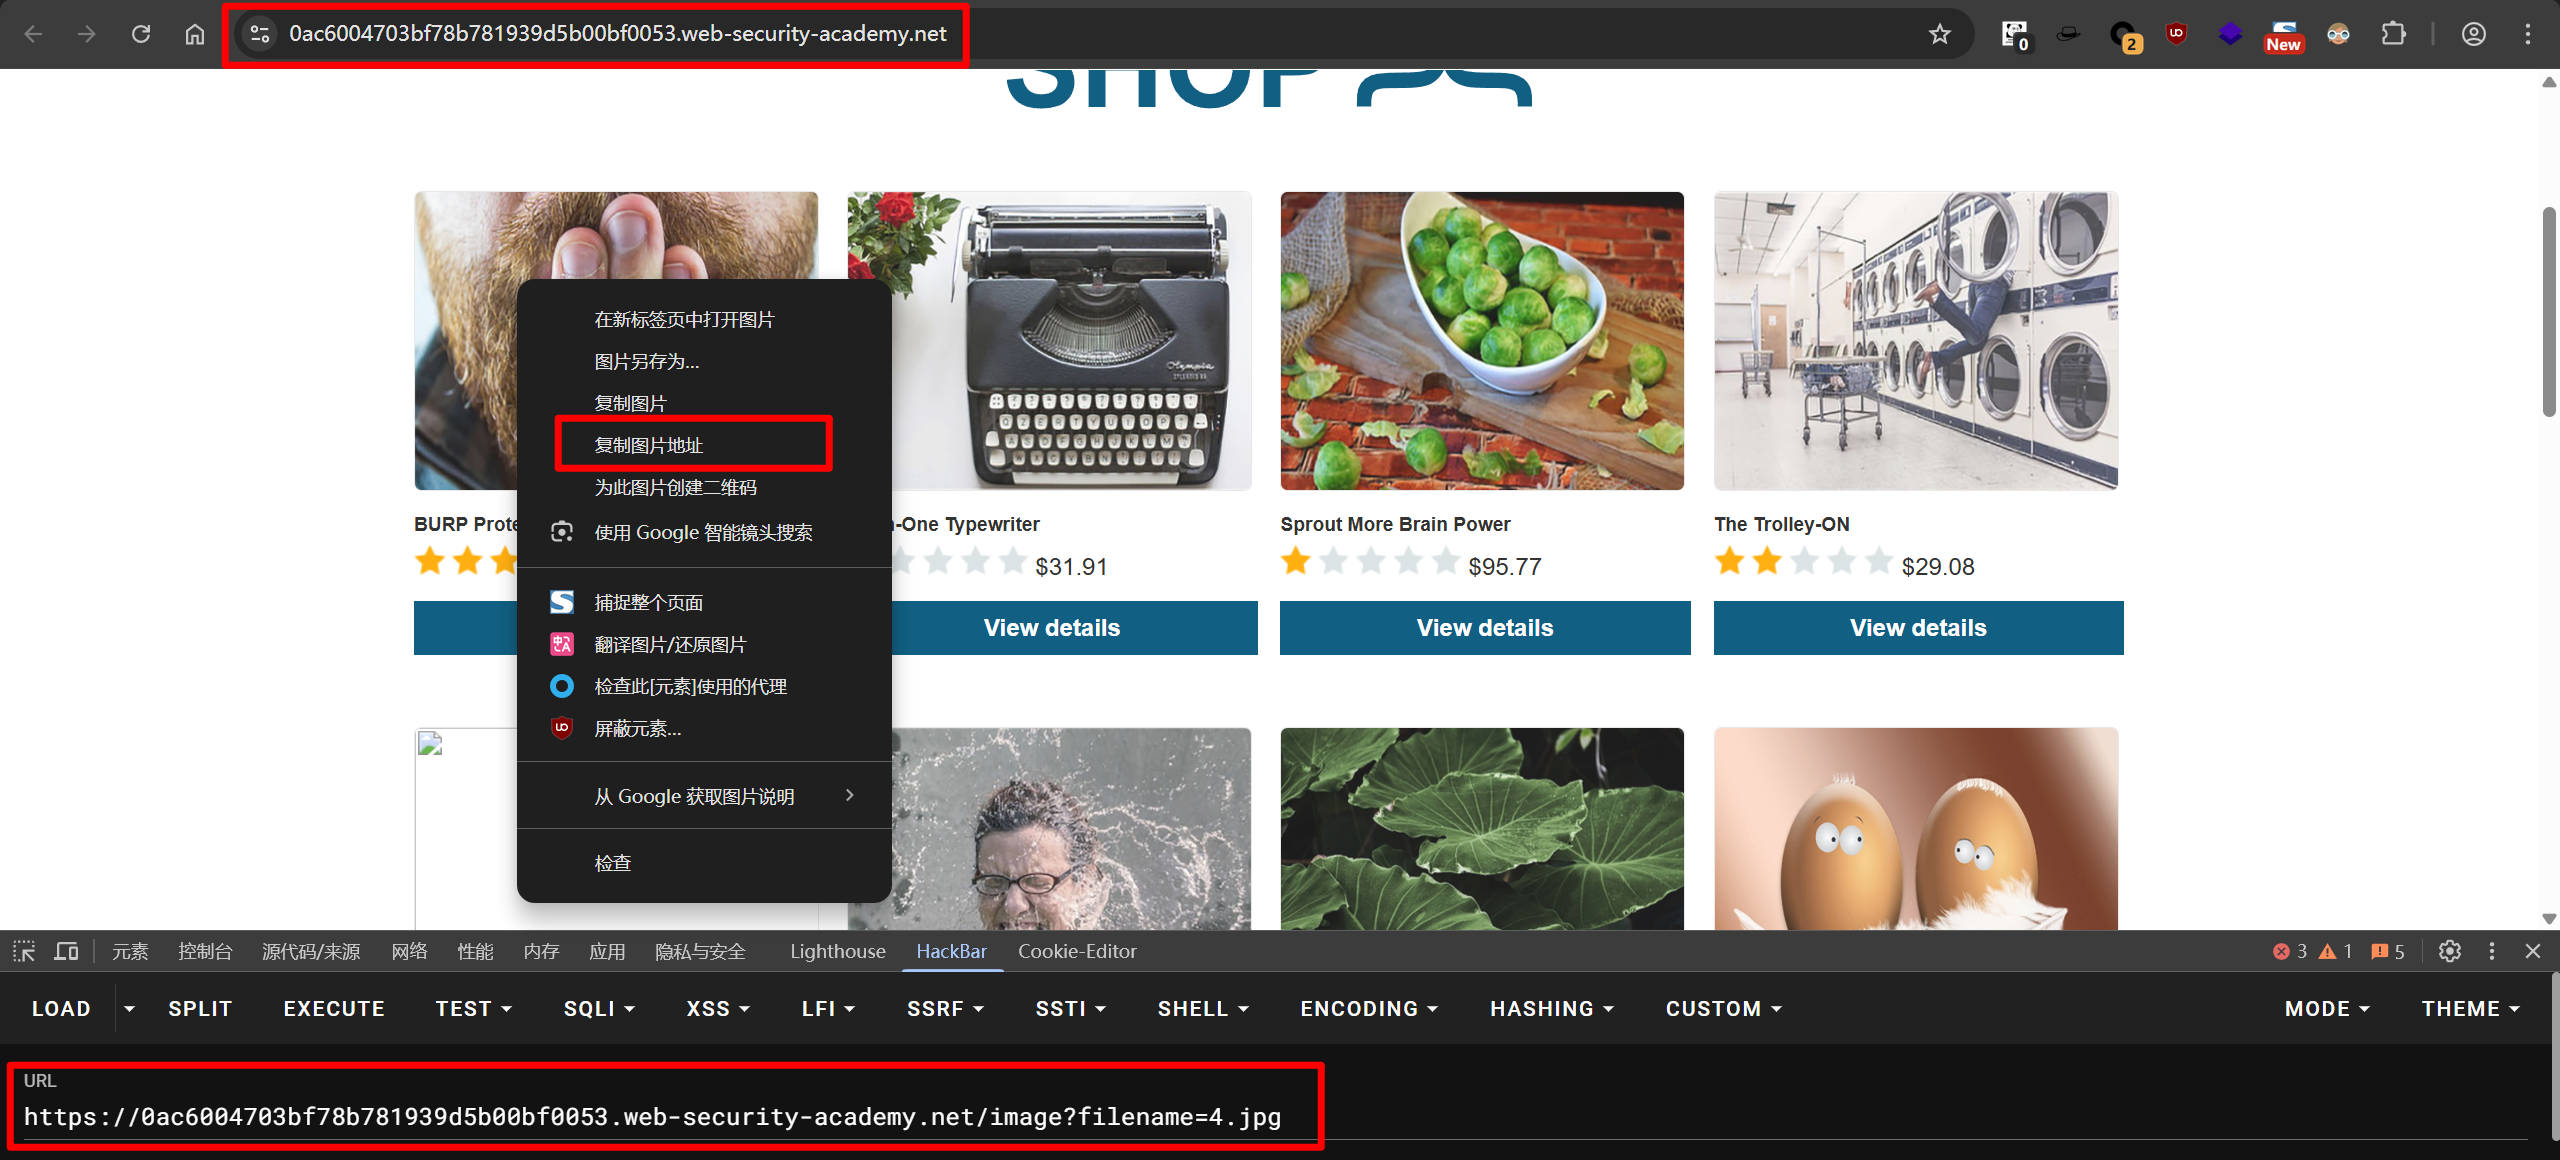 0ac6004703bf78b781939d5b00bf0053.web-security-academy.net
0
2
New
SHOP
在新标签页中打开图片
图片另存为...
复制图片
复制图片地址
为此图片创建二维码
使用 Google 智能镜头搜索
捕捉整个页面
翻译图片/还原图片
检查此[元素]使用的代理
屏蔽元素...
从 Google 获取图片说明
检查
BURP Prote
-One Typewriter
Sprout More Brain Power
The Trolley-ON
$31.91
$95.77
$29.08
View details
View details
View details
元素 控制台 源代码/来源 网络 性能 内存 应用 隐私与安全 Lighthouse HackBar Cookie-Editor
3 1 5
LOAD SPLIT EXECUTE TEST SQLI XSS LFI SSRF SSTI SHELL ENCODING HASHING CUSTOM MODE THEME
URL
https://0ac6004703bf78b781939d5b00bf0053.web-security-academy.net/image?filename=4.jpg